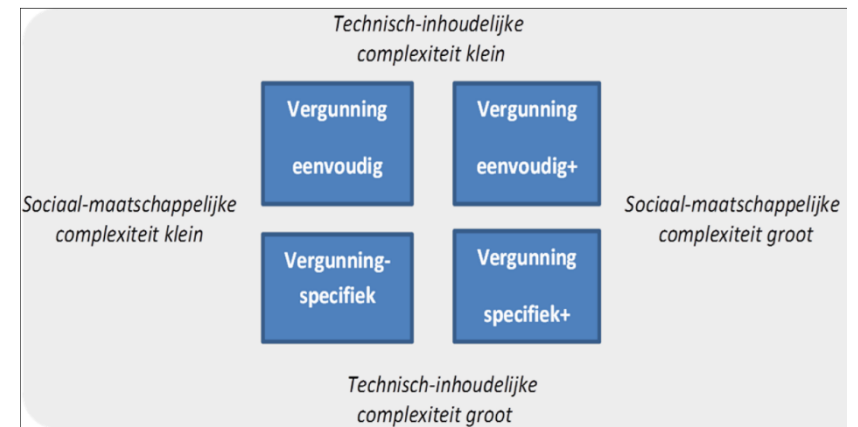 Technisch-inhoudelijke
complexiteit klein
Vergunning
eenvoudig
Vergunning
eenvoudig+
Sociaal-maatschappelijke
complexiteit klein
Sociaal-maatschappelijke
complexiteit groot
Vergunning-
specifiek
Vergunning
specifiek+
Technisch-inhoudelijke
complexiteit groot